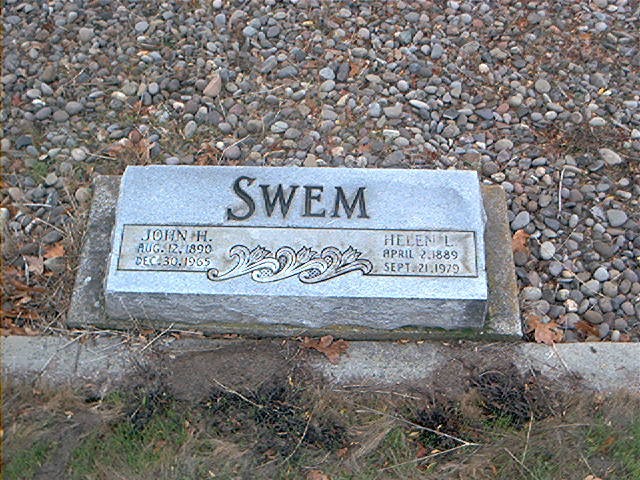 SWEM
JOHN H.
AUG. 12. 1890
DEC. 30. 1965
HELEN L.
APRIL 2. 1889
SEPT. 21. 1979